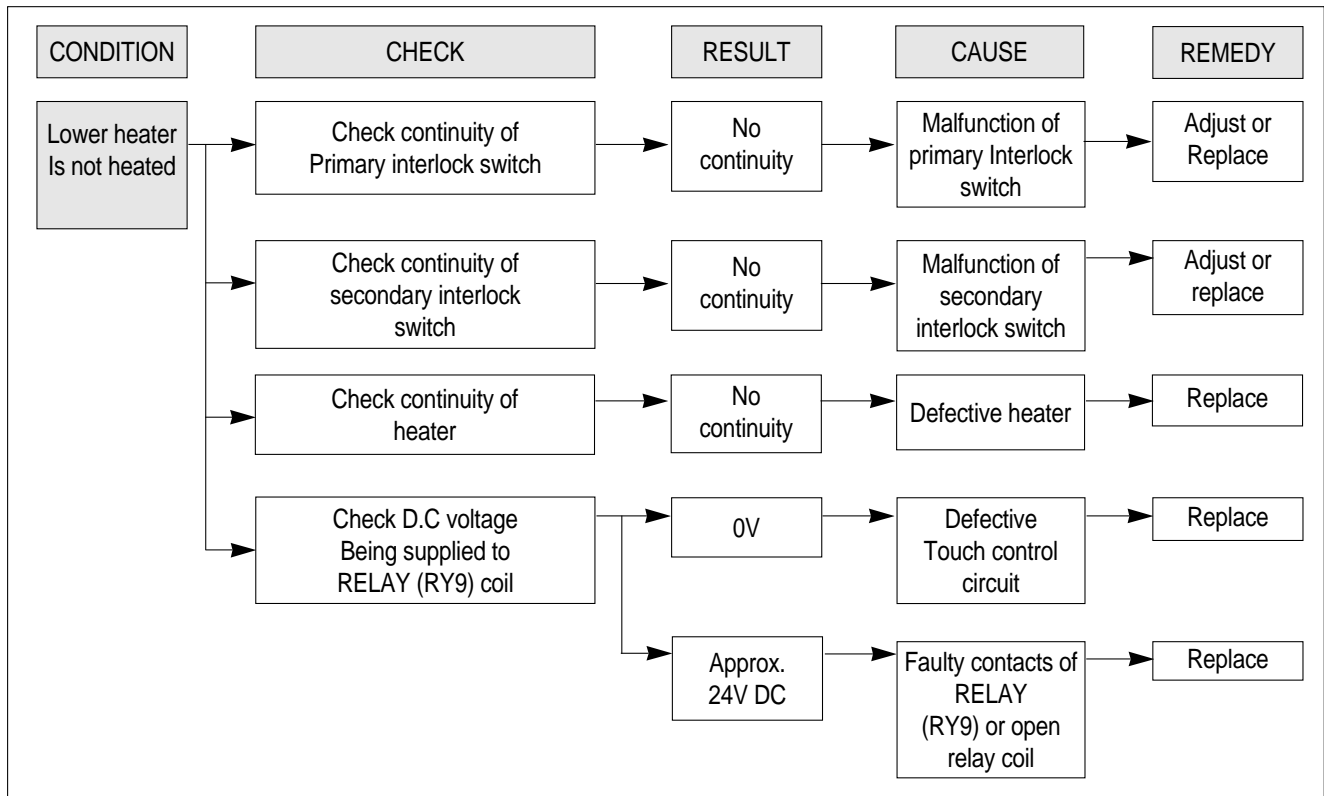 CONDITION
CHECK
RESULT
CAUSE
REMEDY
Lower heater
Is not heated
Check continuity of
Primary interlock switch
No
continuity
Malfunction of
primary Interlock
switch
Adjust or
Replace
Check continuity of
secondary interlock
switch
No
continuity
Malfunction of
secondary
interlock switch
Adjust or
replace
Check continuity of
heater
No
continuity
Defective heater
Replace
Check D.C voltage
Being supplied to
RELAY (RY9) coil
0V
Defective
Touch control
circuit
Replace
Approx.
24V DC
Faulty contacts of
RELAY
(RY9) or open
relay coil
Replace